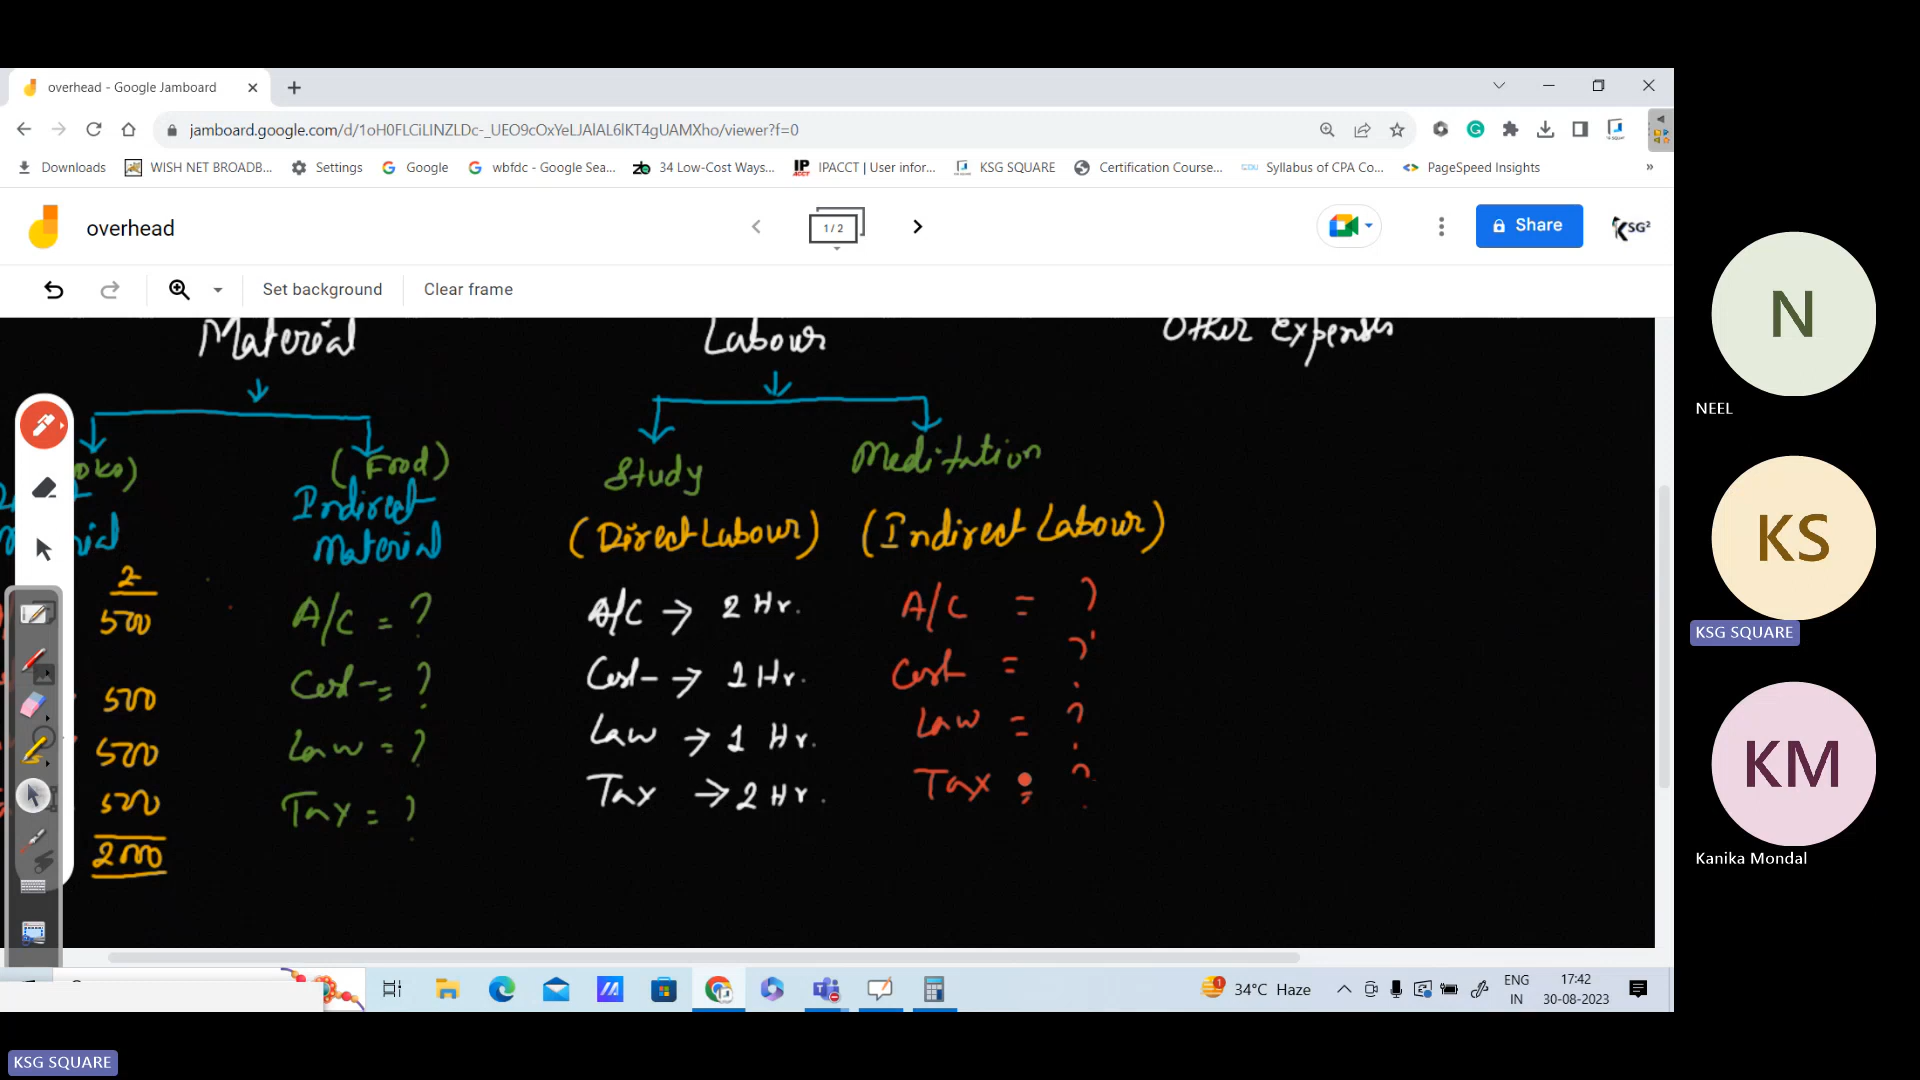 overhead - Google Jamboard
jamboard.google.com/d/1oH0FLCiLINZLDc-_UEO9cOxYeLJAlAL6lKT4gUAMXho/viewer?f=0
Downloads WISH NET BROADB... Settings Google wbfdc - Google Sea... 34 Low-Cost Ways... IPACCT | User infor... KSG SQUARE Certification Course... Syllabus of CPA Co... PageSpeed Insights »
overhead
1 / 2
Share
KSG²
Set background Clear frame
Material Labour Other Expenses
(Food) Study Meditation
Indirect Material
(Direct Labour) (Indirect Labour)
2
500
500
500
500
2000
A/C = ?
Cost = ?
Law = ?
Tax = ?
A/C → 2 Hr.
Cost → 2 Hr.
Law → 1 Hr.
Tax → 2 Hr.
A/C = ?
Cost = ?
Law = ?
Tax = ?
N
NEEL
KS
KSG SQUARE
KM
Kanika Mondal
34°C Haze
ENG
IN
17:42
30-08-2023
KSG SQUARE